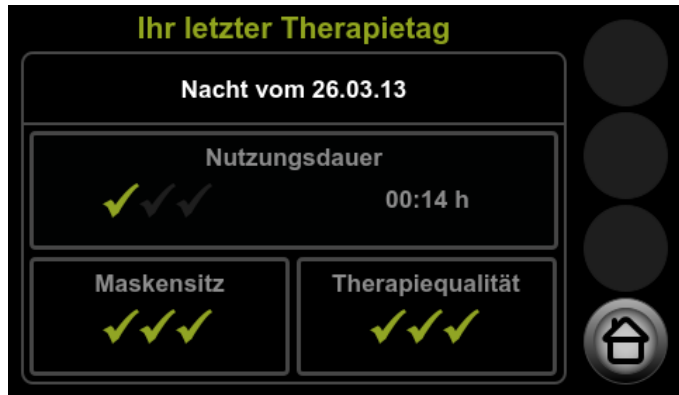 Ihr letzter Therapietag
Nacht vom 26.03.13
Nutzungsdauer
00:14 h
Maskensitz
Therapiequalität